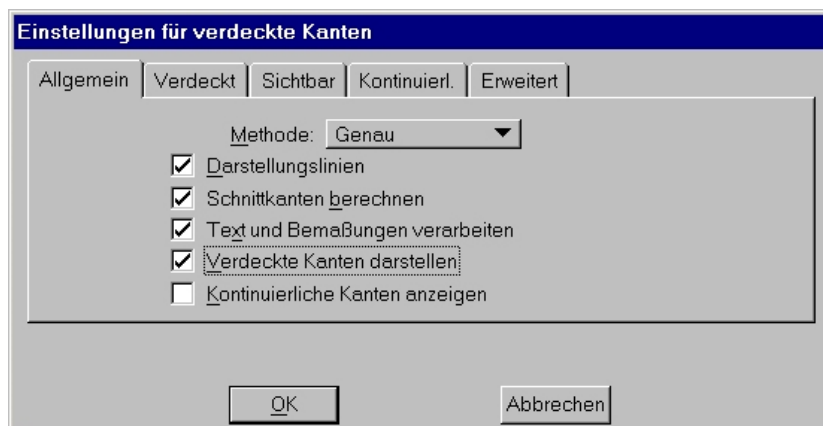 Einstellungen für verdeckte Kanten
Allgemein Verdeckt Sichtbar Kontinuierl. Erweitert
Methode: Genau
Darstellungslinien
Schnittkanten berechnen
Text und Bemaßungen verarbeiten
Verdeckte Kanten darstellen
Kontinuierliche Kanten anzeigen
OK Abbrechen